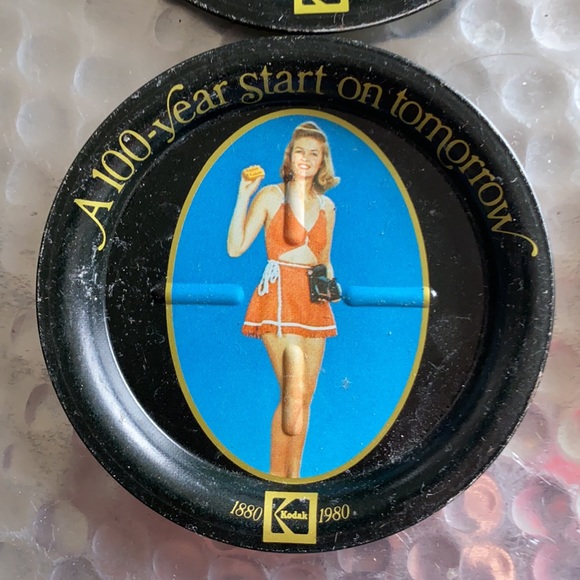 A 100-year start on tomorrow
1880 Kodak 1980